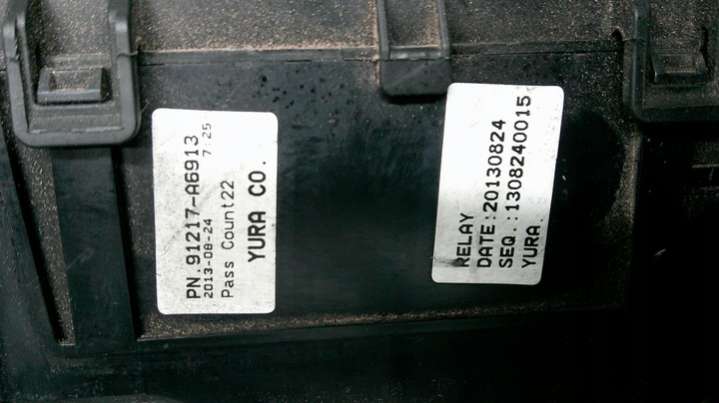 PN.91217-A6913
2013-08-24 7:25
Pass Count22
YURA CO.
RELAY
DATE:20130824
SEQ.:1308240015
YURA.